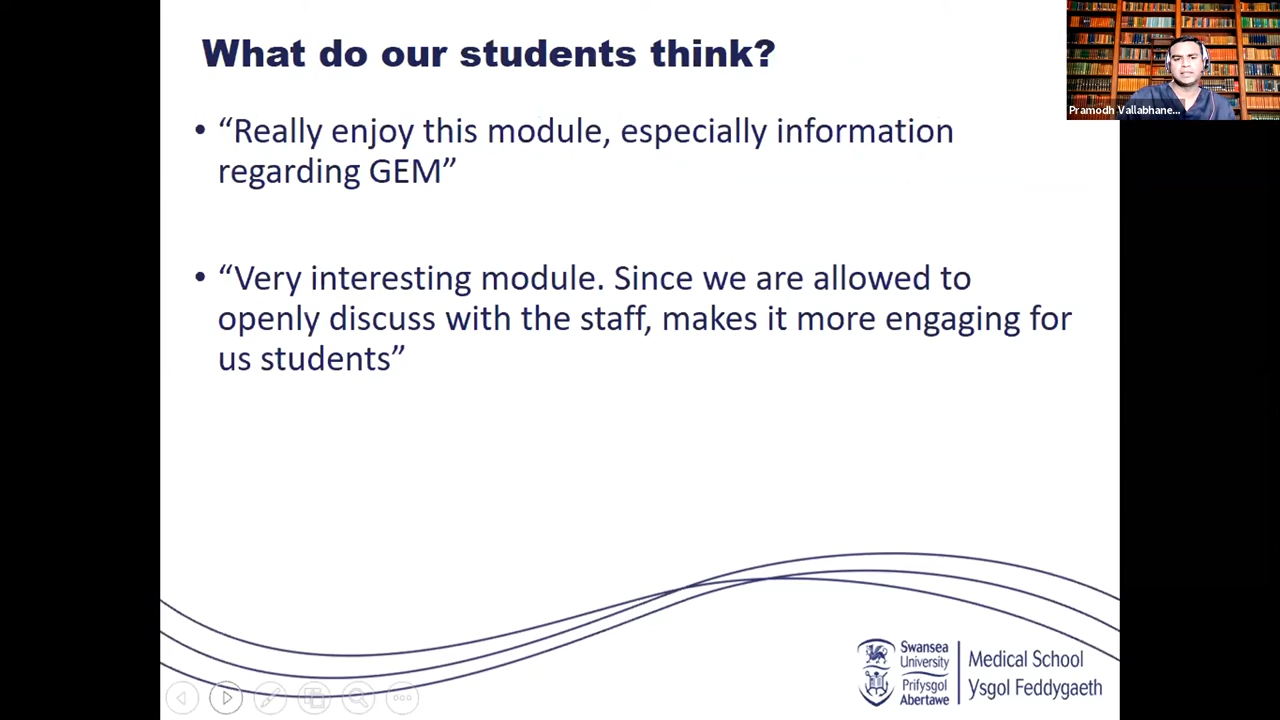 What do our students think?
Pramodh Vallabhane...
• “Really enjoy this module, especially information
regarding GEM”
• “Very interesting module. Since we are allowed to
openly discuss with the staff, makes it more engaging for
us students”
Swansea
University
Prifysgol
Abertawe
Medical School
Ysgol Feddygaeth